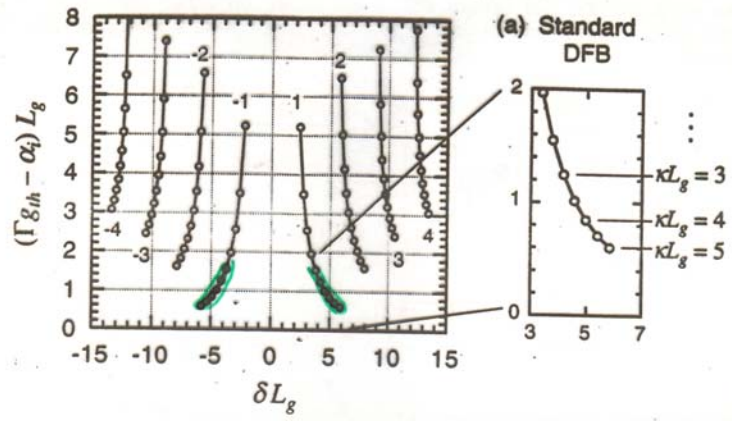 8
7
6
5
4
3
2
1
0
(Γg_th − α_i) L_g
-2
2
-1
1
-4
-3
3
4
-15 -10 -5 0 5 10 15
δL_g
(a) Standard
DFB
2
1
0
κL_g = 3
κL_g = 4
κL_g = 5
3 5 7